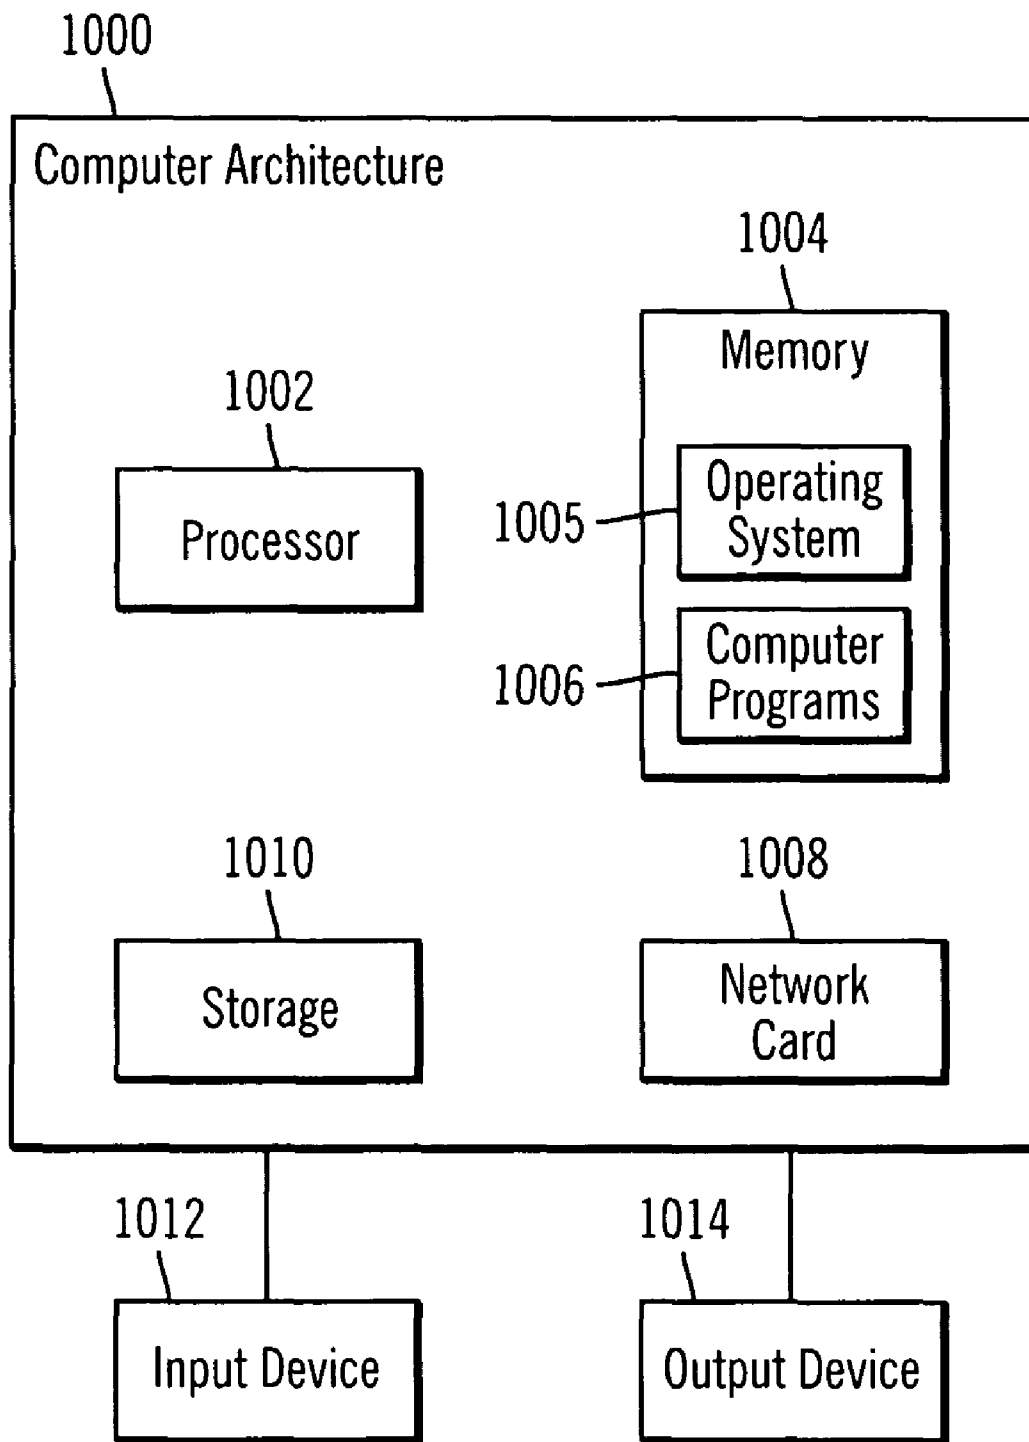 1000
Computer Architecture
1004
Memory
1002
Processor
1005
Operating
System
1006
Computer
Programs
1010
Storage
1008
Network
Card
1012
Input Device
1014
Output Device